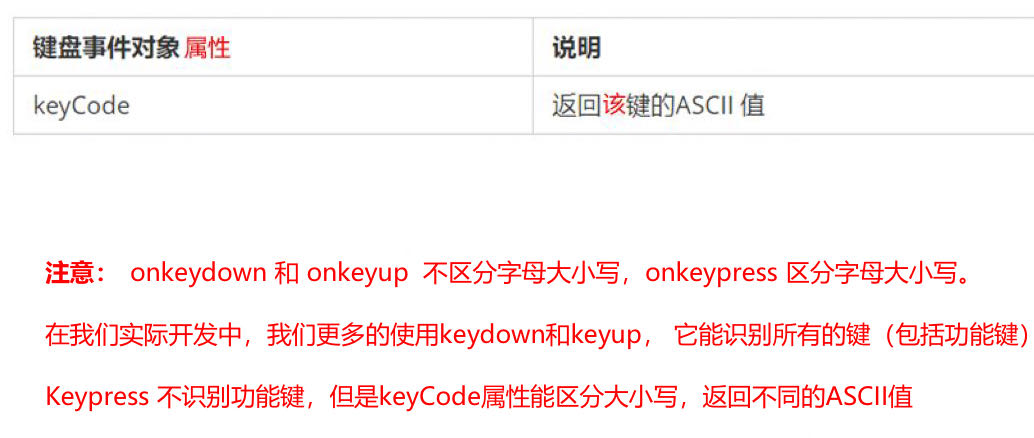 键盘事件对象 属性 说明
keyCode 返回该键的ASCII 值
注意： onkeydown 和 onkeyup 不区分字母大小写，onkeypress 区分字母大小写。
在我们实际开发中，我们更多的使用keydown和keyup， 它能识别所有的键（包括功能键）
Keypress 不识别功能键，但是keyCode属性能区分大小写，返回不同的ASCII值